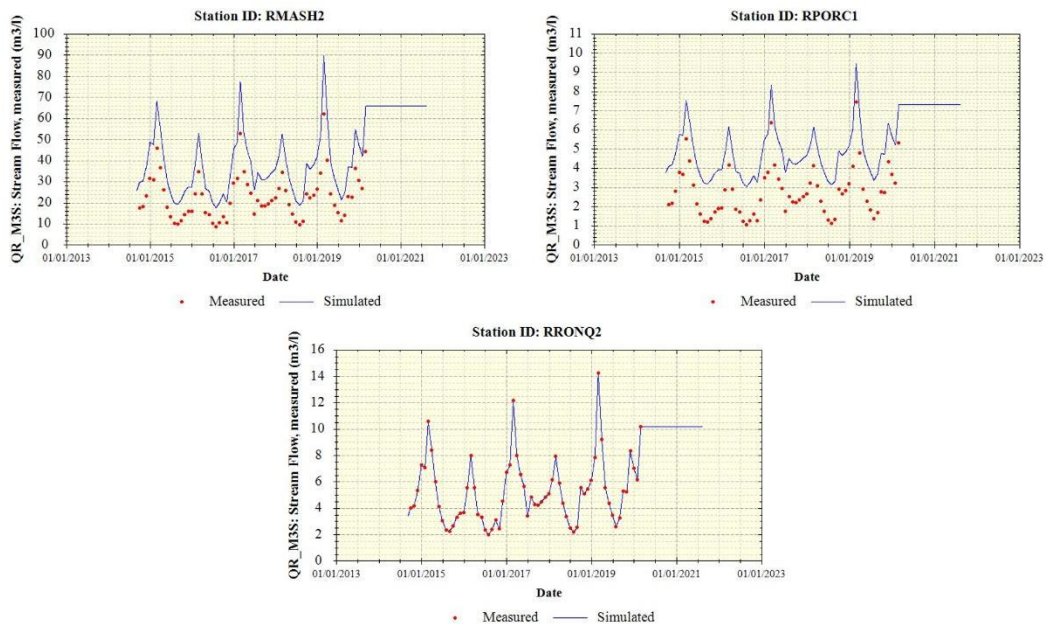 Station ID: RMASH2
QR_M3S: Stream Flow, measured (m3/l)
100
90
80
70
60
50
40
30
20
10
0
01/01/2013 01/01/2015 01/01/2017 01/01/2019 01/01/2021 01/01/2023
Date
Measured Simulated
Station ID: RPORC1
QR_M3S: Stream Flow, measured (m3/l)
11
10
9
8
7
6
5
4
3
2
1
0
01/01/2013 01/01/2015 01/01/2017 01/01/2019 01/01/2021 01/01/2023
Date
Measured Simulated
Station ID: RRONQ2
QR_M3S: Stream Flow, measured (m3/l)
16
14
12
10
8
6
4
2
0
01/01/2013 01/01/2015 01/01/2017 01/01/2019 01/01/2021 01/01/2023
Date
Measured Simulated